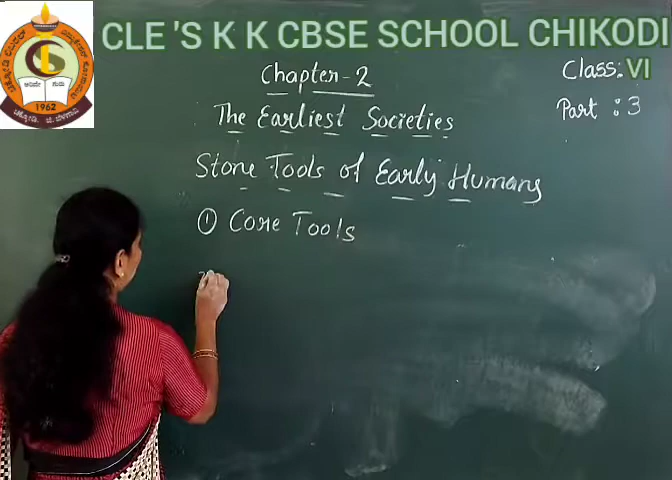 CLE 'S K K CBSE SCHOOL CHIKODI
Chapter-2
Class: VI
The Earliest Societies
Part : 3
Stone Tools of Early Humans
① Core Tools
1962